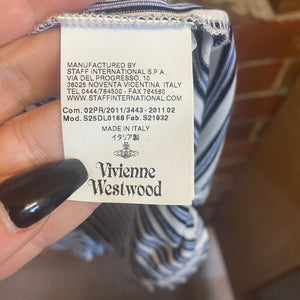 MANUFACTURED BY
STAFF INTERNATIONAL S.P.A.
VIA DEL PROGRESSO, 10
36025 NOVENTA VICENTINA ITALY
TEL 0444/784500 - FAX 784580
WWW.STAFFINTERNATIONAL.COM
Com. 02PR/2011/3443 - 201102
Mod. S25DL0168 Fab. S21932
MADE IN ITALY
イタリア製
Vivienne
Westwood